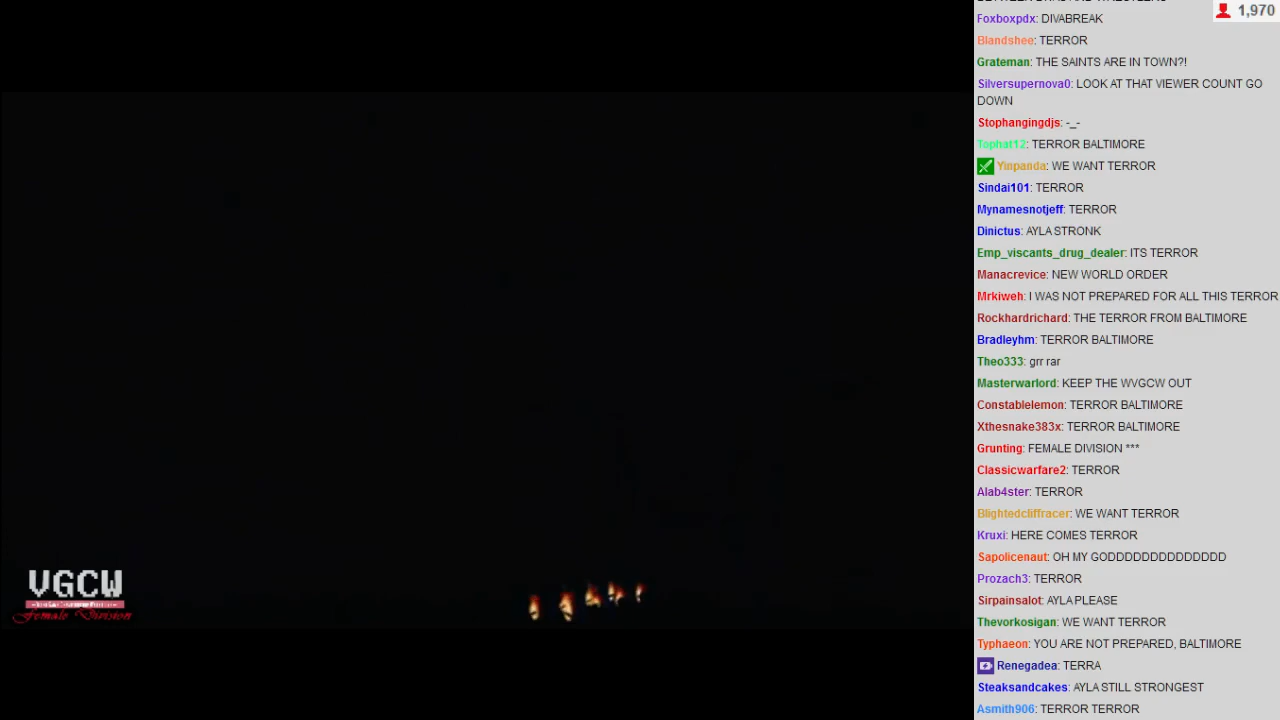 1,970
Foxboxpdx: DIVABREAK
Blandshee: TERROR
Grateman: THE SAINTS ARE IN TOWN?!
Silversupernova0: LOOK AT THAT VIEWER COUNT GO
DOWN
Stophangingdjs: -_-
Tophat12: TERROR BALTIMORE
Yinpanda: WE WANT TERROR
Sindai101: TERROR
Mynamesnotjeff: TERROR
Dinictus: AYLA STRONK
Emp_viscants_drug_dealer: ITS TERROR
Manacrevice: NEW WORLD ORDER
Mrkiweh: I WAS NOT PREPARED FOR ALL THIS TERROR
Rockhardrichard: THE TERROR FROM BALTIMORE
Bradleyhm: TERROR BALTIMORE
Theo333: grr rar
Masterwarlord: KEEP THE WVGCW OUT
Constablelemon: TERROR BALTIMORE
Xthesnake383x: TERROR BALTIMORE
Grunting: FEMALE DIVISION ***
Classicwarfare2: TERROR
Alab4ster: TERROR
Blightedcliffracer: WE WANT TERROR
Kruxi: HERE COMES TERROR
Sapolicenaut: OH MY GODDDDDDDDDDDDDDD
Prozach3: TERROR
Sirpainsalot: AYLA PLEASE
Thevorkosigan: WE WANT TERROR
Typhaeon: YOU ARE NOT PREPARED, BALTIMORE
Renegadea: TERRA
Steaksandcakes: AYLA STILL STRONGEST
Asmith906: TERROR TERROR
VGCW
Female Division